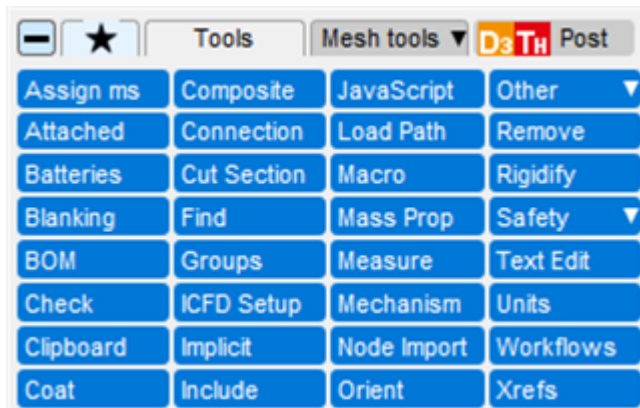 Tools Mesh tools ▼ D3 TH Post
Assign ms Composite JavaScript Other ▼
Attached Connection Load Path Remove
Batteries Cut Section Macro Rigidify
Blanking Find Mass Prop Safety ▼
BOM Groups Measure Text Edit
Check ICFD Setup Mechanism Units
Clipboard Implicit Node Import Workflows
Coat Include Orient Xrefs